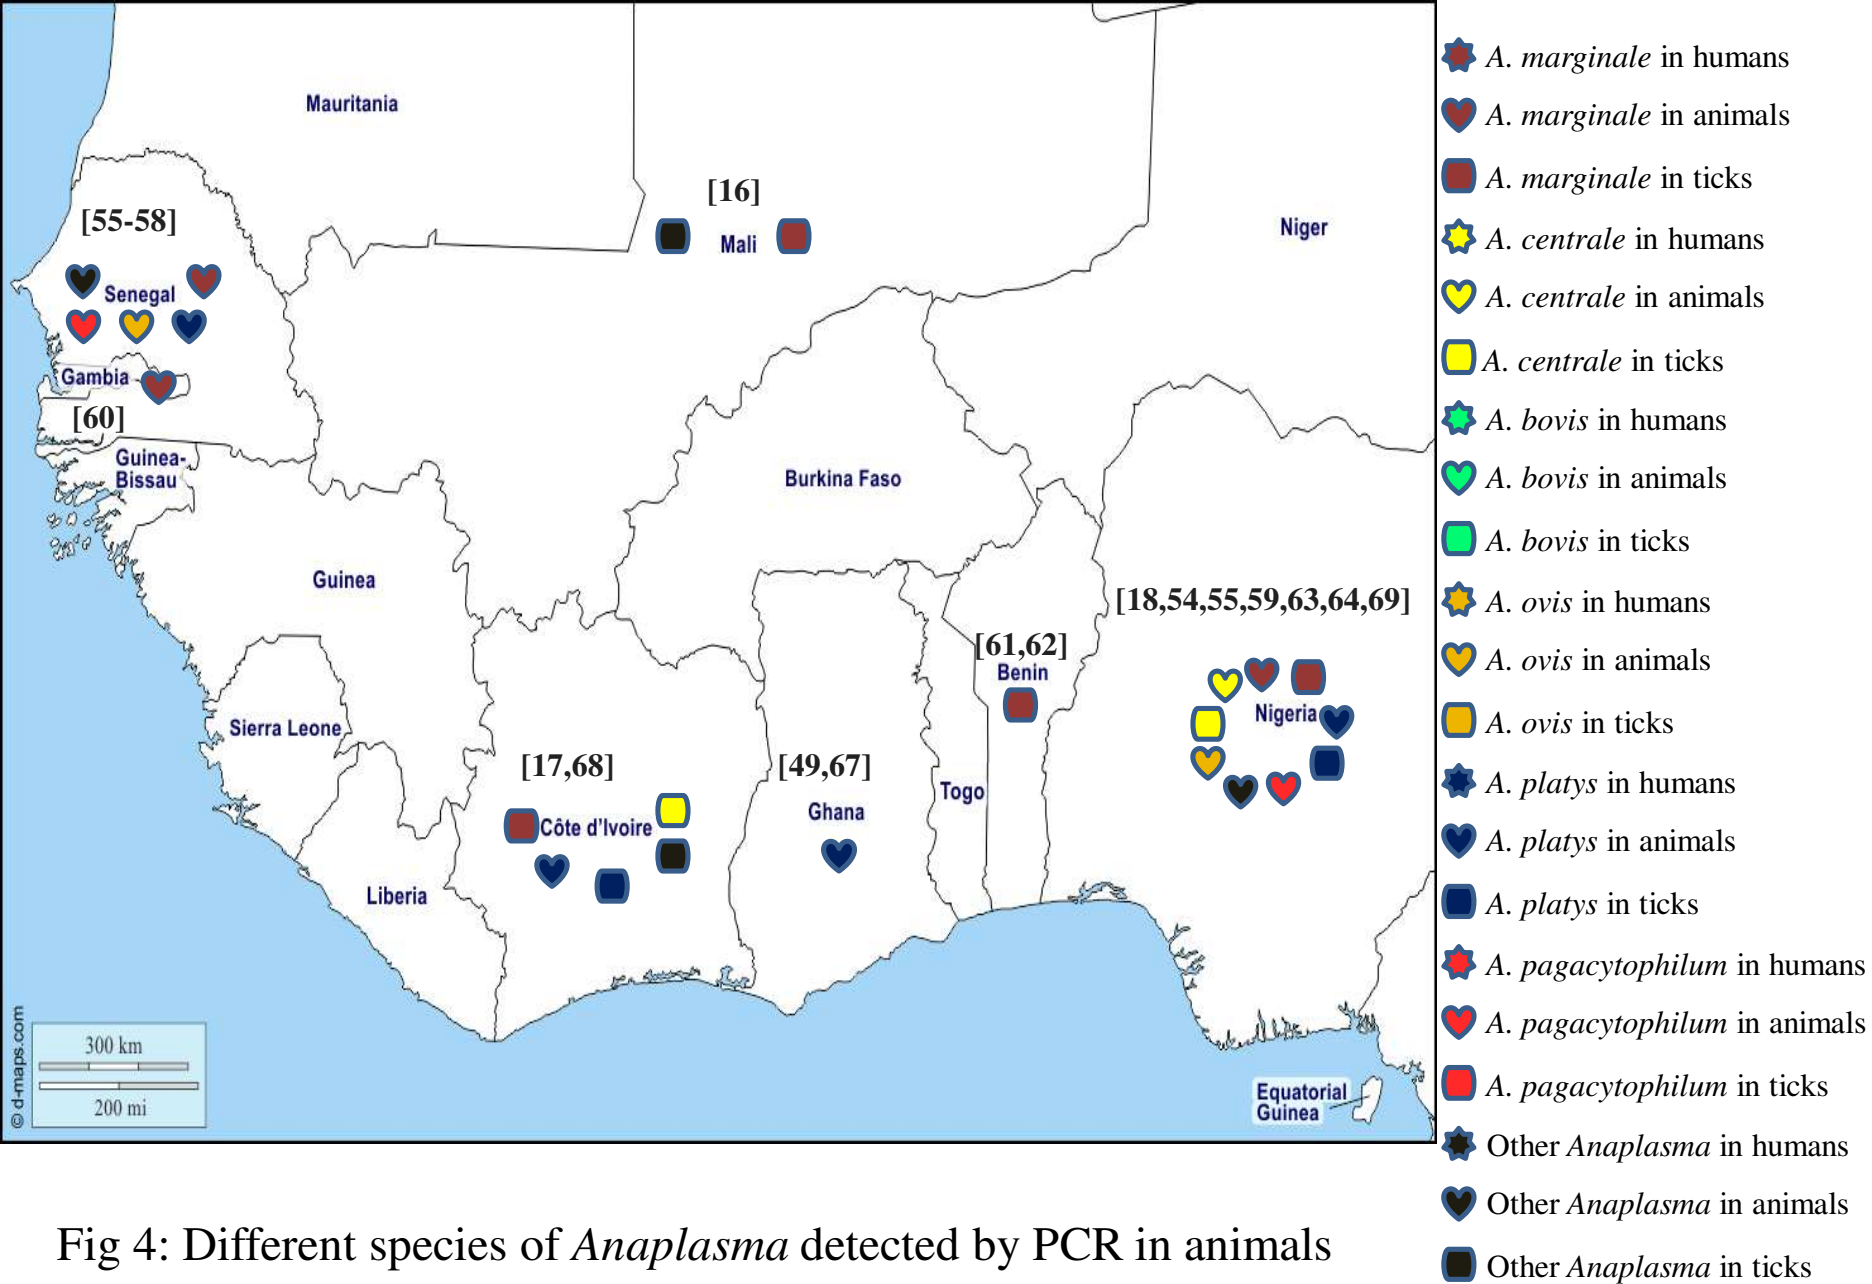 Mauritania
[16]
Mali
Niger
[55-58]
Senegal
Gambia
[60]
Guinea-
Bissau
Burkina Faso
Guinea
[18,54,55,59,63,64,69]
[61,62]
Benin
Nigeria
Sierra Leone
[17,68]
Côte d'Ivoire
[49,67]
Ghana
Togo
Liberia
Equatorial
Guinea
300 km
200 mi
© d-maps.com
A. marginale in humans
A. marginale in animals
A. marginale in ticks
A. centrale in humans
A. centrale in animals
A. centrale in ticks
A. bovis in humans
A. bovis in animals
A. bovis in ticks
A. ovis in humans
A. ovis in animals
A. ovis in ticks
A. platys in humans
A. platys in animals
A. platys in ticks
A. pagacytophilum in humans
A. pagacytophilum in animals
A. pagacytophilum in ticks
Other Anaplasma in humans
Other Anaplasma in animals
Other Anaplasma in ticks
Fig 4: Different species of Anaplasma detected by PCR in animals